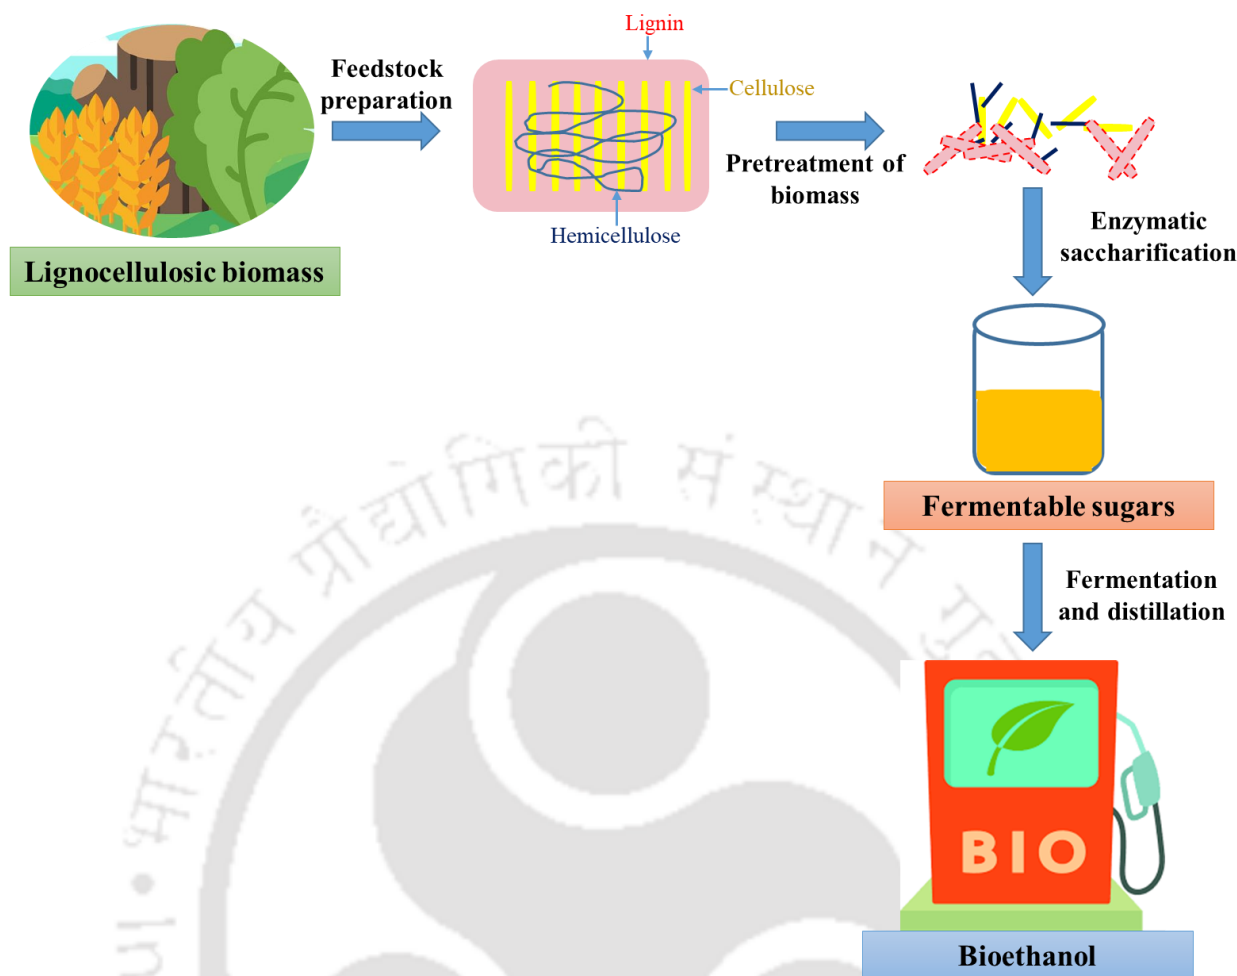 Lignin
Feedstock
preparation
Cellulose
Pretreatment of
biomass
Hemicellulose
Lignocellulosic biomass
Enzymatic
saccharification
Fermentable sugars
Fermentation
and distillation
BIO
Bioethanol
भारतीय प्रौद्योगिकी संस्थान